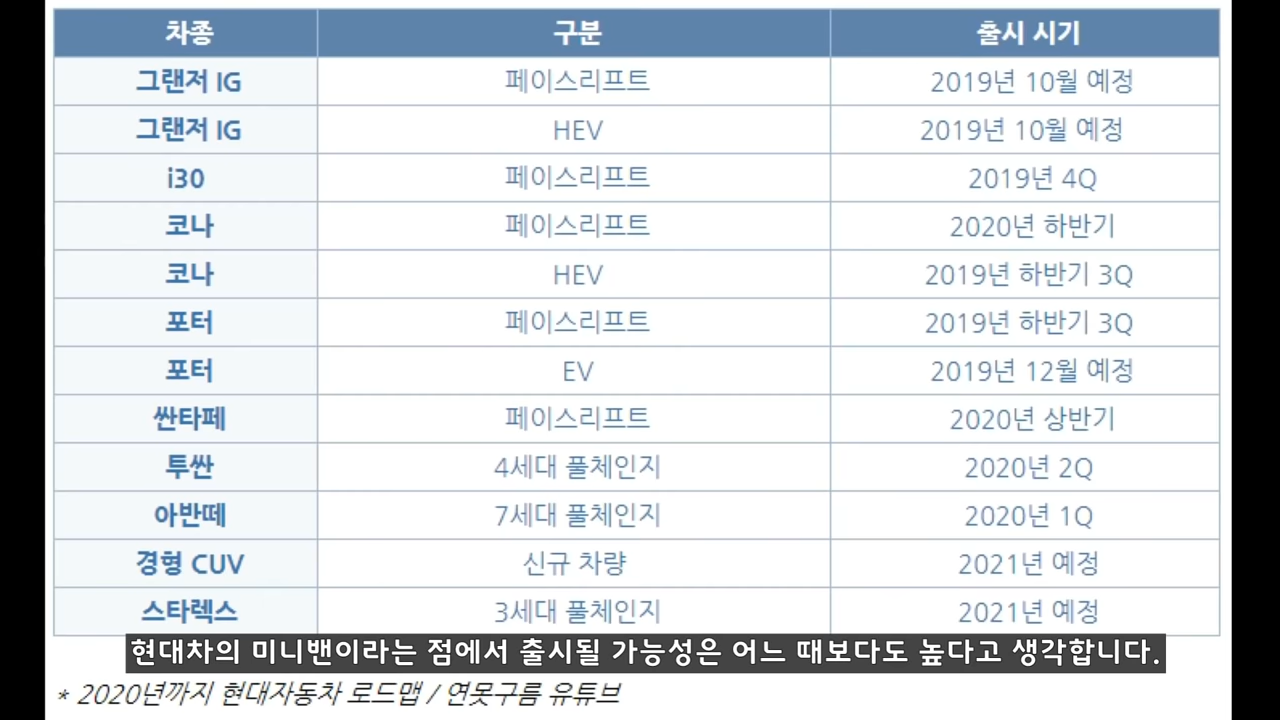 차종 구분 출시 시기
그랜저 IG 페이스리프트 2019년 10월 예정
그랜저 IG HEV 2019년 10월 예정
i30 페이스리프트 2019년 4Q
코나 페이스리프트 2020년 하반기
코나 HEV 2019년 하반기 3Q
포터 페이스리프트 2019년 하반기 3Q
포터 EV 2019년 12월 예정
싼타페 페이스리프트 2020년 상반기
투싼 4세대 풀체인지 2020년 2Q
아반떼 7세대 풀체인지 2020년 1Q
경형 CUV 신규 차량 2021년 예정
스타렉스 3세대 풀체인지 2021년 예정
현대차의 미니밴이라는 점에서 출시될 가능성은 어느 때보다도 높다고 생각합니다.
* 2020년까지 현대자동차 로드맵 / 연못구름 유튜브